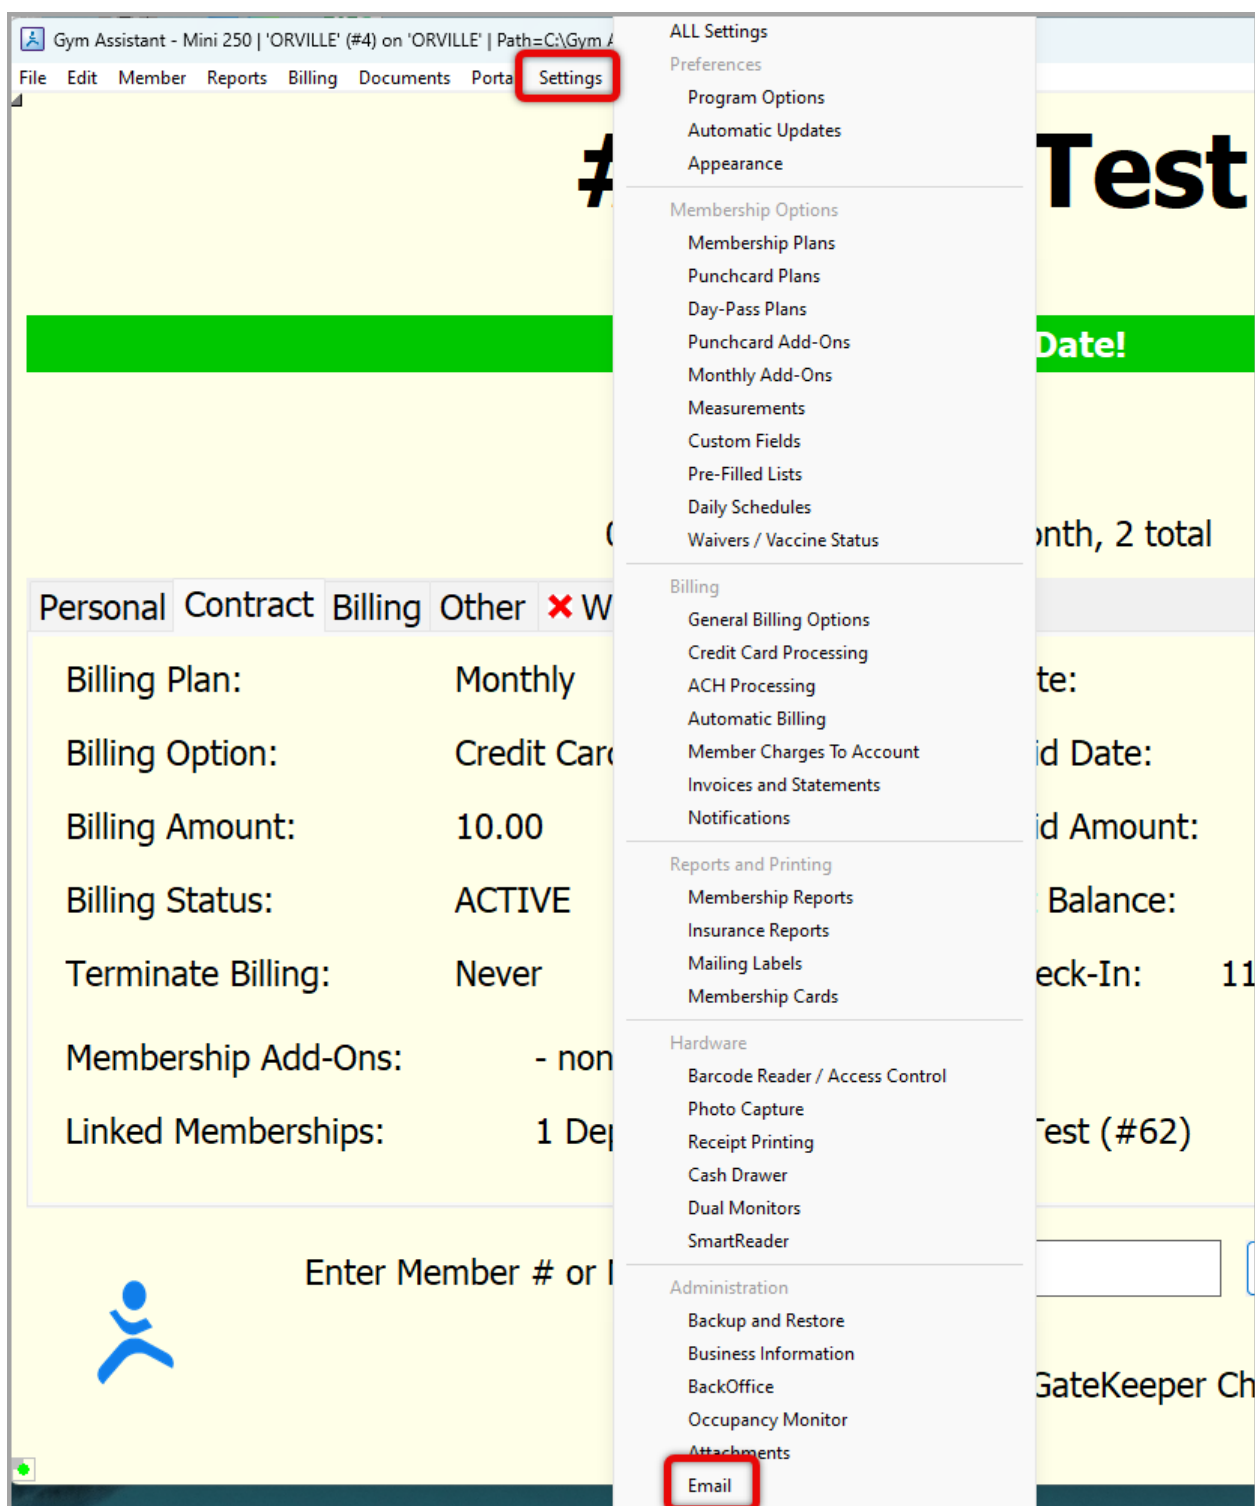 Gym Assistant - Mini 250 | 'ORVILLE' (#4) on 'ORVILLE' | Path=C:\Gym
File Edit Member Reports Billing Documents Porta Settings
ALL Settings
Preferences
Program Options
Automatic Updates
Appearance
Membership Options
Membership Plans
Punchcard Plans
Day-Pass Plans
Punchcard Add-Ons
Monthly Add-Ons
Measurements
Custom Fields
Pre-Filled Lists
Daily Schedules
Waivers / Vaccine Status
Billing
General Billing Options
Credit Card Processing
ACH Processing
Automatic Billing
Member Charges To Account
Invoices and Statements
Notifications
Reports and Printing
Membership Reports
Insurance Reports
Mailing Labels
Membership Cards
Hardware
Barcode Reader / Access Control
Photo Capture
Receipt Printing
Cash Drawer
Dual Monitors
SmartReader
Administration
Backup and Restore
Business Information
BackOffice
Occupancy Monitor
Attachments
Email
# Test
Date!
onth, 2 total
Personal Contract Billing Other ✖ W
Billing Plan: Monthly te:
Billing Option: Credit Card id Date:
Billing Amount: 10.00 id Amount:
Billing Status: ACTIVE Balance:
Terminate Billing: Never eck-In: 11
Membership Add-Ons: - non
Linked Memberships: 1 Dep Test (#62)
Enter Member # or
GateKeeper Ch